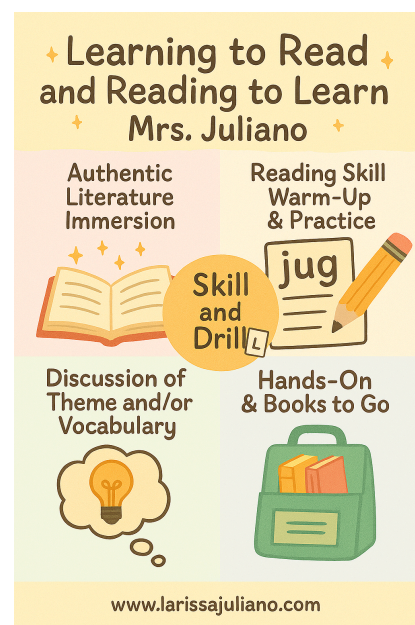 Learning to Read
and Reading to Learn
Mrs. Juliano
Authentic
Literature
Immersion
Reading Skill
Warm-Up
& Practice
jug
Skill
and
Drill
L
Discussion of
Theme and/or
Vocabulary
Hands-On
& Books to Go
www.larissajuliano.com